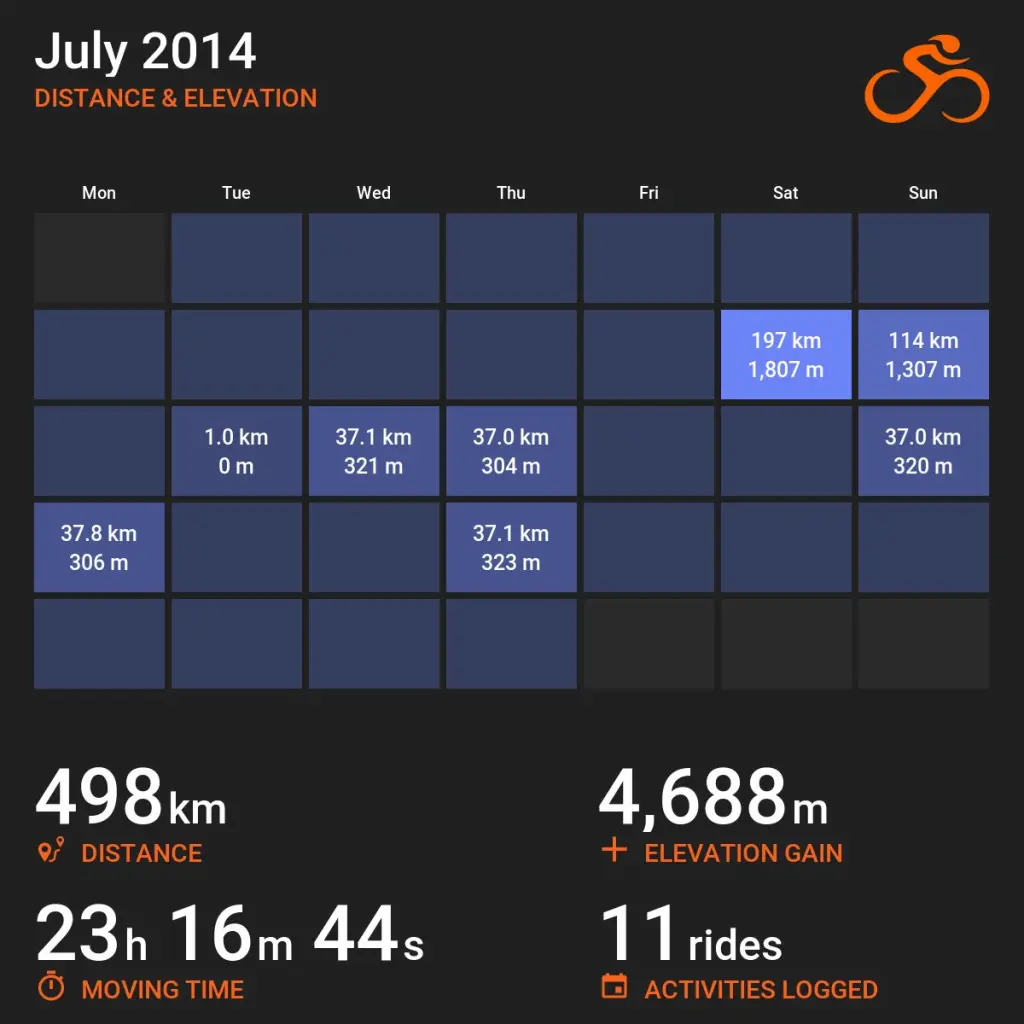 July 2014
DISTANCE & ELEVATION
Mon Tue Wed Thu Fri Sat Sun
197 km 114 km
1,807 m 1,307 m
1.0 km 37.1 km 37.0 km 37.0 km
0 m 321 m 304 m 320 m
37.8 km 37.1 km
306 m 323 m
498 km 4,688 m
DISTANCE ELEVATION GAIN
23h 16m 44s 11 rides
MOVING TIME ACTIVITIES LOGGED